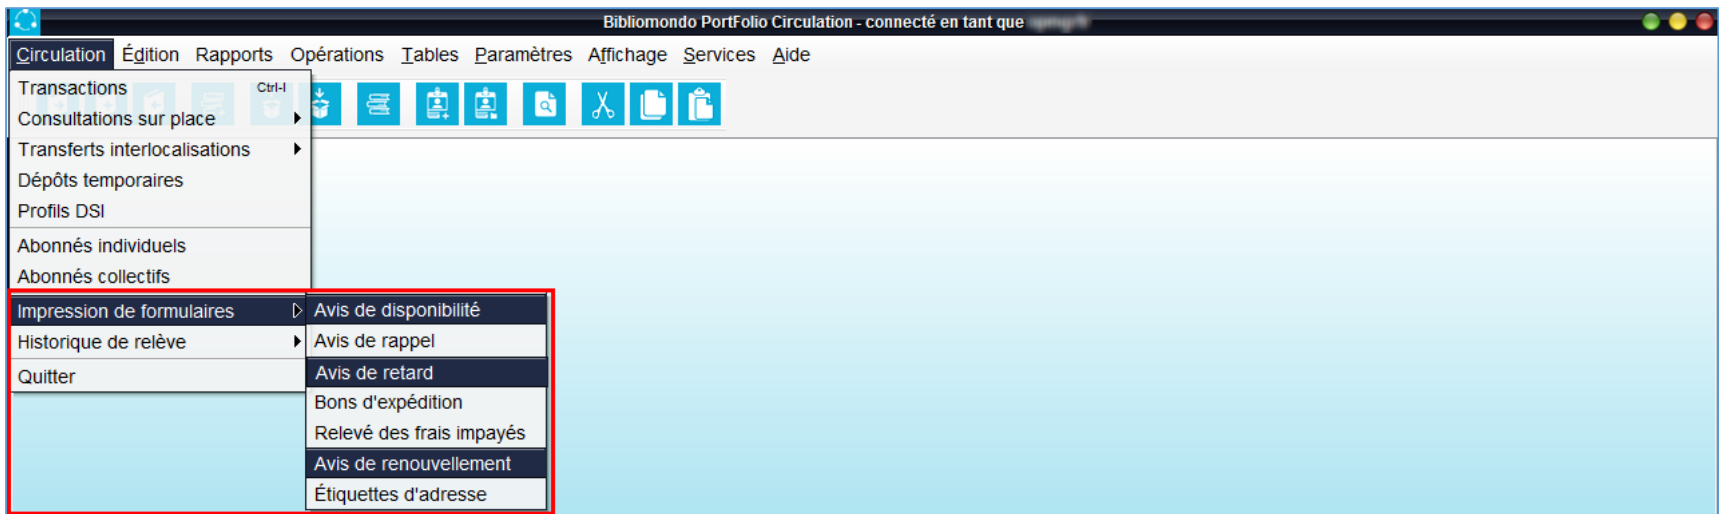 Bibliomondo PortFolio Circulation - connecté en tant que
Circulation Édition Rapports Opérations Tables Paramètres Affichage Services Aide
Transactions Ctrl-I
Consultations sur place
Transferts interlocalisations
Dépôts temporaires
Profils DSI
Abonnés individuels
Abonnés collectifs
Impression de formulaires
Historique de relève
Quitter
Avis de disponibilité
Avis de rappel
Avis de retard
Bons d'expédition
Relevé des frais impayés
Avis de renouvellement
Étiquettes d'adresse